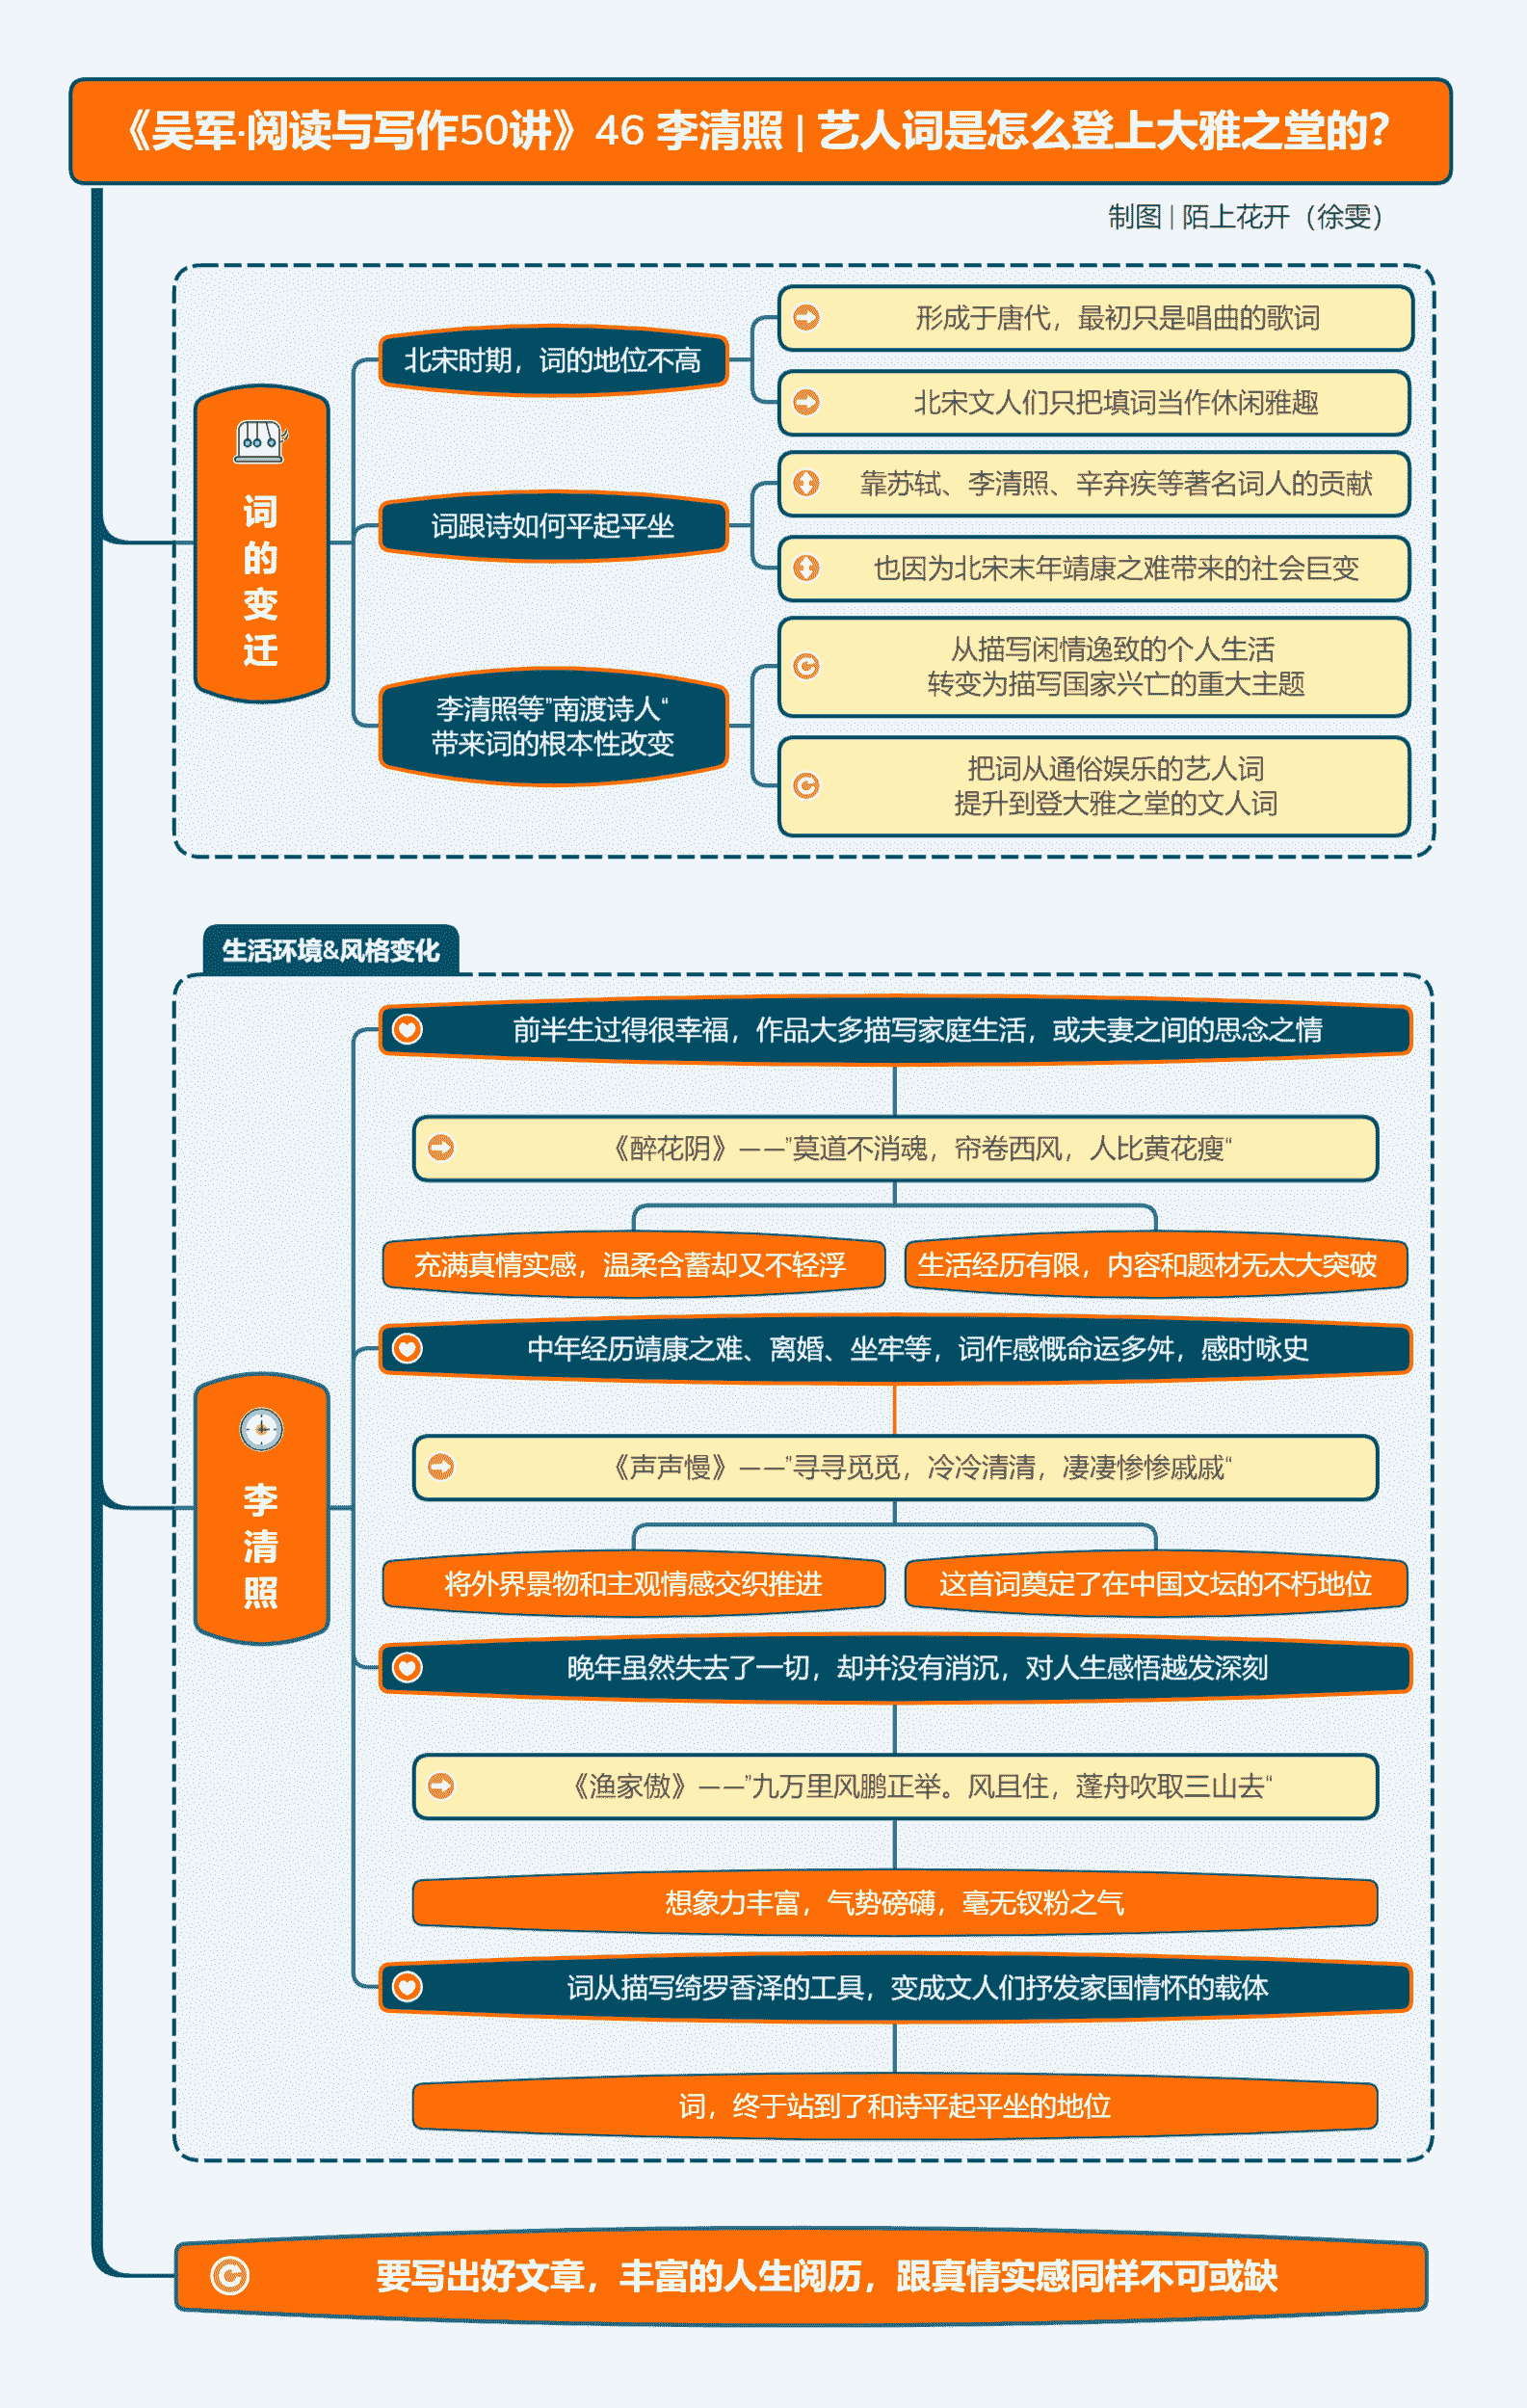 《吴军·阅读与写作50讲》46 李清照 | 艺人词是怎么登上大雅之堂的？
制图 | 陌上花开（徐雯）
词的变迁
北宋时期，词的地位不高
形成于唐代，最初只是唱曲的歌词
北宋文人们只把填词当作休闲雅趣
词跟诗如何平起平坐
靠苏轼、李清照、辛弃疾等著名词人的贡献
也因为北宋末年靖康之难带来的社会巨变
李清照等”南渡诗人“
带来词的根本性改变
从描写闲情逸致的个人生活
转变为描写国家兴亡的重大主题
把词从通俗娱乐的艺人词
提升到登大雅之堂的文人词
生活环境&风格变化
李清照
前半生过得很幸福，作品大多描写家庭生活，或夫妻之间的思念之情
《醉花阴》——”莫道不消魂，帘卷西风，人比黄花瘦“
充满真情实感，温柔含蓄却又不轻浮
生活经历有限，内容和题材无太大突破
中年经历靖康之难、离婚、坐牢等，词作感慨命运多舛，感时咏史
《声声慢》——”寻寻觅觅，冷冷清清，凄凄惨惨戚戚“
将外界景物和主观情感交织推进
这首词奠定了在中国文坛的不朽地位
晚年虽然失去了一切，却并没有消沉，对人生感悟越发深刻
《渔家傲》——”九万里风鹏正举。风且住，蓬舟吹取三山去“
想象力丰富，气势磅礴，毫无钗粉之气
词从描写绮罗香泽的工具，变成文人们抒发家国情怀的载体
词，终于站到了和诗平起平坐的地位
要写出好文章，丰富的人生阅历，跟真情实感同样不可或缺